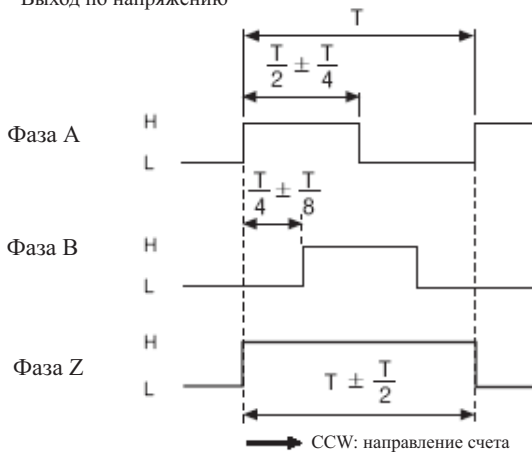 Выход по напряжению
T
T/2 ± T/4
Фаза A
H
L
T/4 ± T/8
Фаза B
H
L
Фаза Z
H
L
T ± T/2
CCW: направление счета